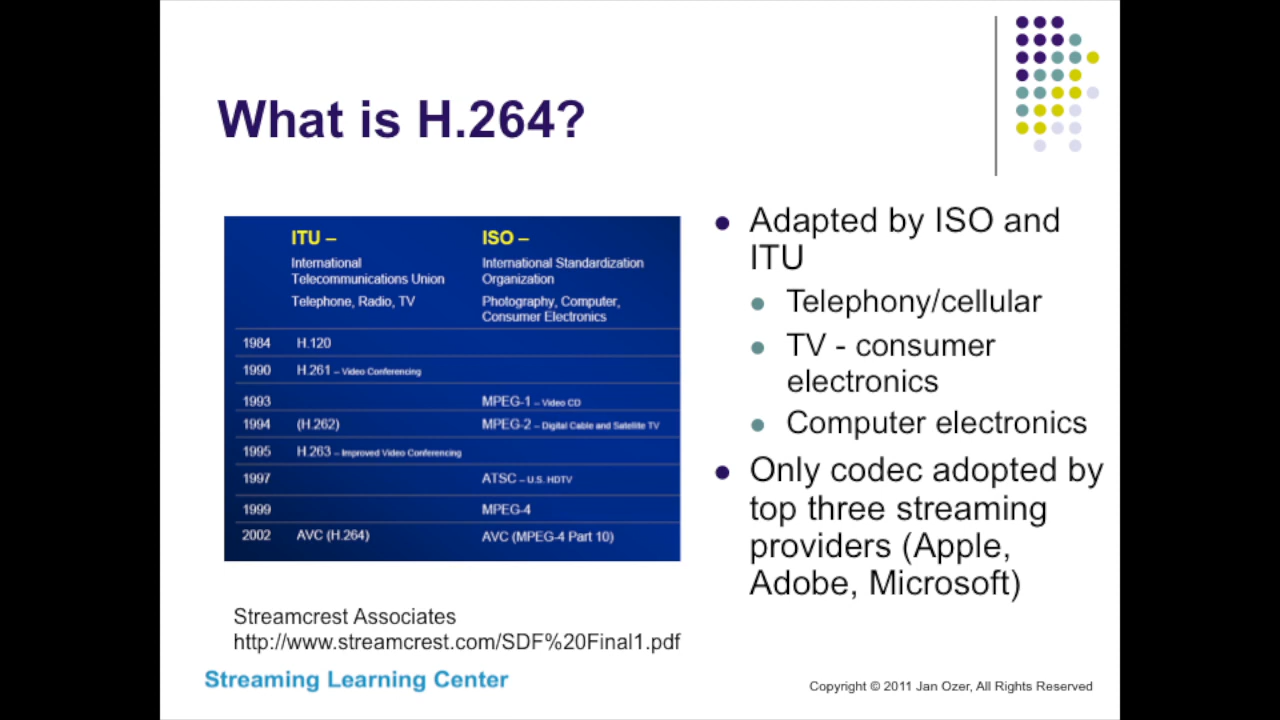 What is H.264?
ITU –
International
Telecommunications Union
Telephone, Radio, TV
ISO –
International Standardization
Organization
Photography, Computer,
Consumer Electronics
1984 H.120
1990 H.261 – Video Conferencing
1993 MPEG-1 – Video CD
1994 (H.262) MPEG-2 – Digital Cable and Satellite TV
1995 H.263 – Improved Video Conferencing
1997 ATSC – U.S. HDTV
1999 MPEG-4
2002 AVC (H.264) AVC (MPEG-4 Part 10)
Streamcrest Associates
http://www.streamcrest.com/SDF%20Final1.pdf
Adapted by ISO and
ITU
Telephony/cellular
TV - consumer
electronics
Computer electronics
Only codec adopted by
top three streaming
providers (Apple,
Adobe, Microsoft)
Streaming Learning Center
Copyright © 2011 Jan Ozer, All Rights Reserved